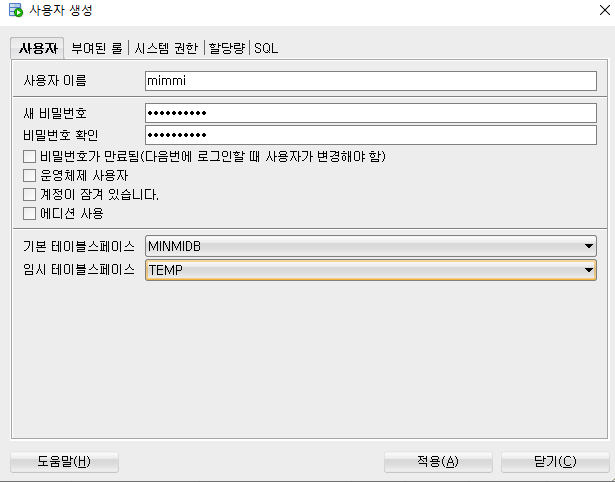 사용자 생성
사용자 부여된 롤 시스템 권한 할당량 SQL
사용자 이름 mimmi
새 비밀번호 ••••••••••
비밀번호 확인 ••••••••••
비밀번호가 만료됨(다음번에 로그인할 때 사용자가 변경해야 함)
운영체제 사용자
계정이 잠겨 있습니다.
에디션 사용
기본 테이블스페이스 MINMIDB
임시 테이블스페이스 TEMP
도움말(H) 적용(A) 닫기(C)